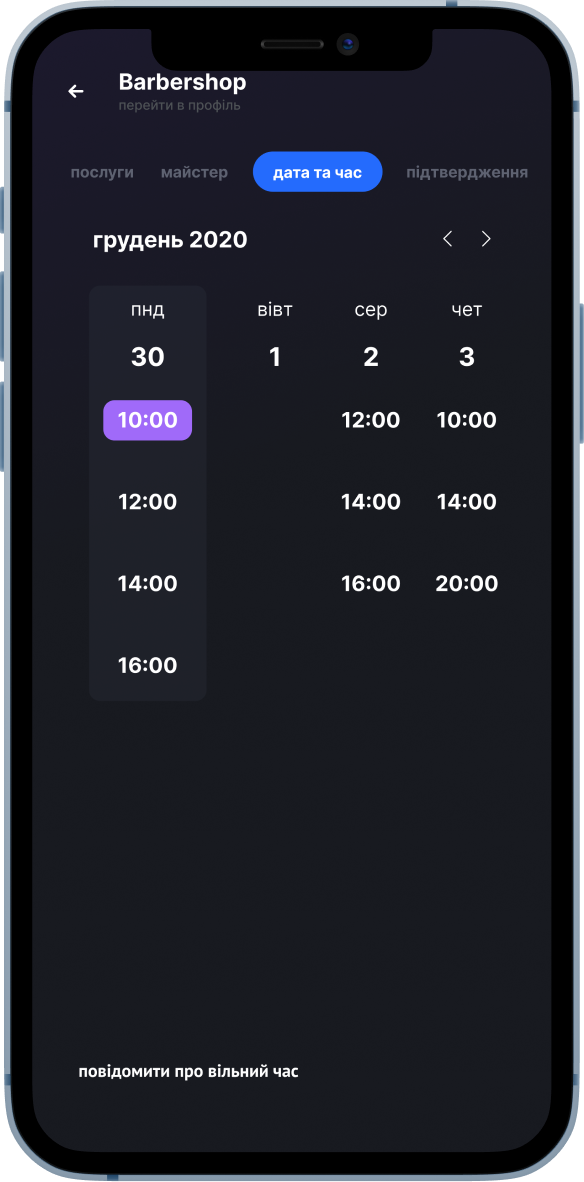 Barbershop
перейти в профіль
послуги майстер дата та час підтвердження
грудень 2020
пнд вівт сер чет
30 1 2 3
10:00 12:00 10:00
12:00 14:00 14:00
14:00 16:00 20:00
16:00
повідомити про вільний час